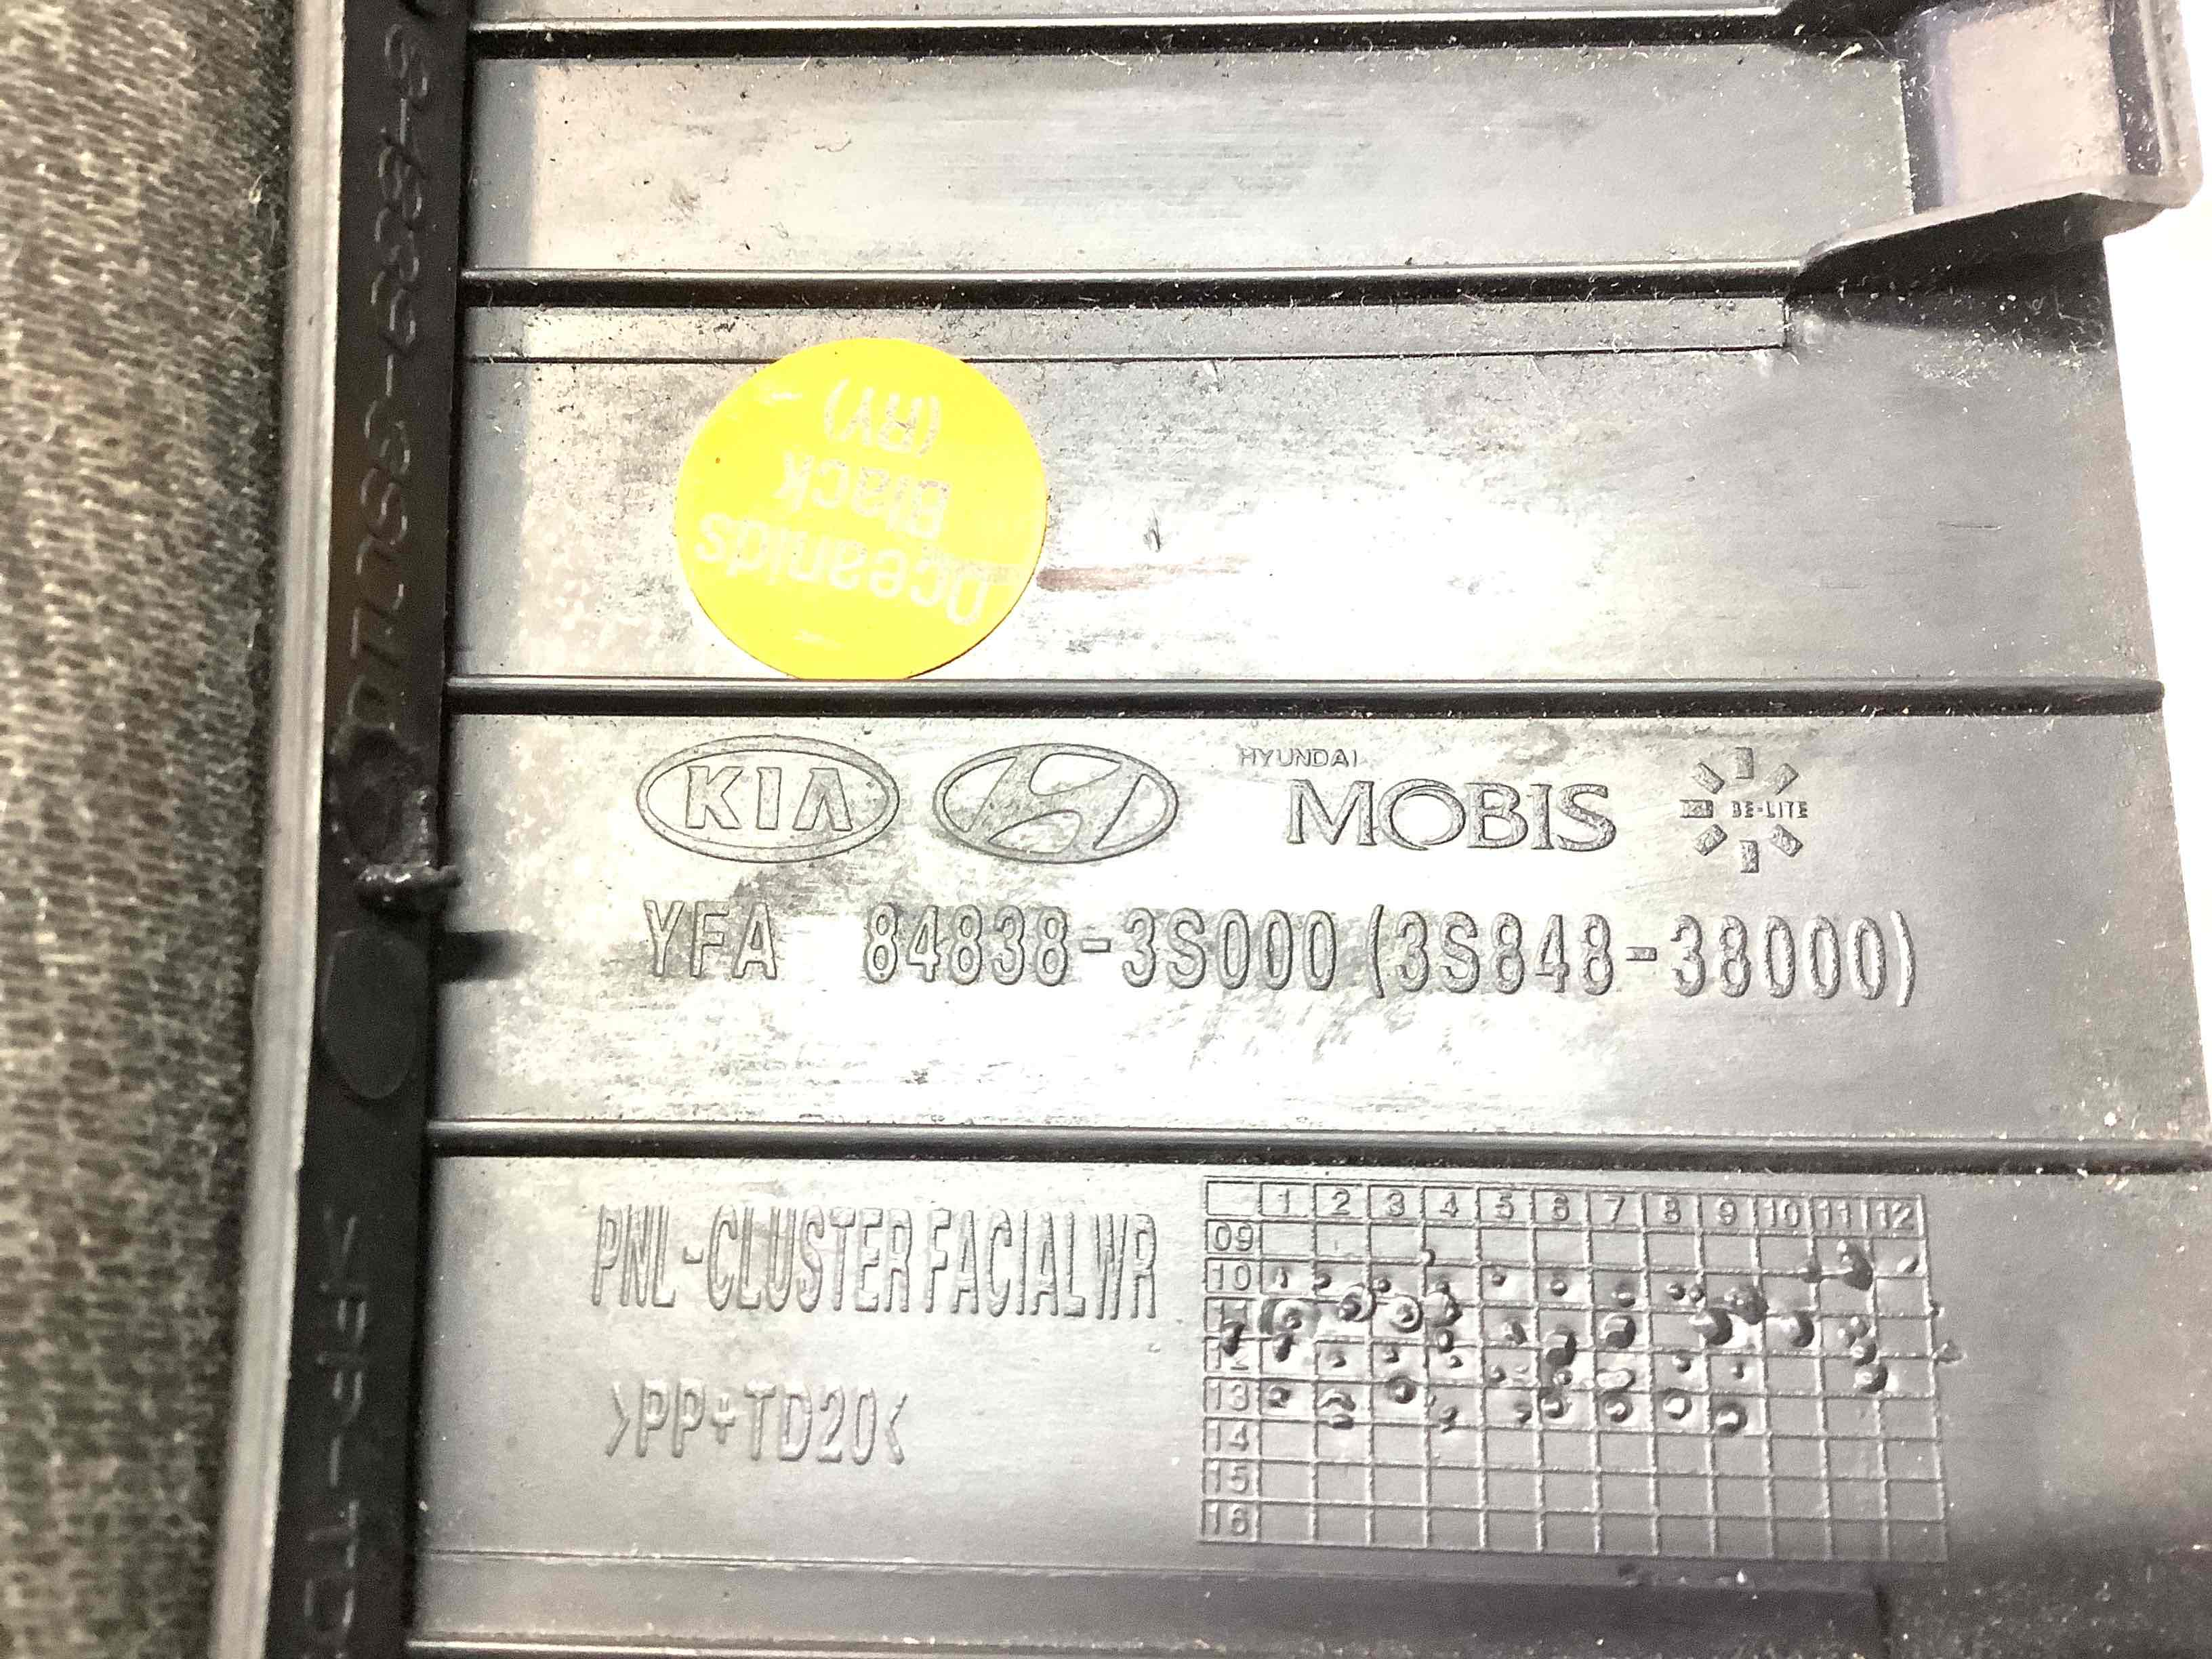 Oceanids
Black
(RY)
KIA
HYUNDAI
MOBIS
BE-LITE
YFA 84838-3S000 (3S848-38000)
PNL-CLUSTER FACIAL WR
>PP+TD20<
1 2 3 4 5 6 7 8 9 10 11 12
09
10
11
12
13
14
15
16